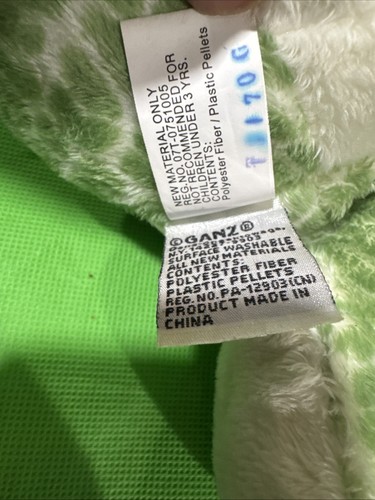 NEW MATERIAL ONLY
REG. NO. 07T-0751005
NOT RECOMMENDED FOR
CHILDREN UNDER 3 YRS.
CONTENTS:
Polyester Fiber / Plastic Pellets
170G
©GANZ®
SURFACE WASHABLE
ALL NEW MATERIALS
CONTENTS:
POLYESTER FIBER
PLASTIC PELLETS
REG. NO. PA-12903(CN)
PRODUCT MADE IN
CHINA